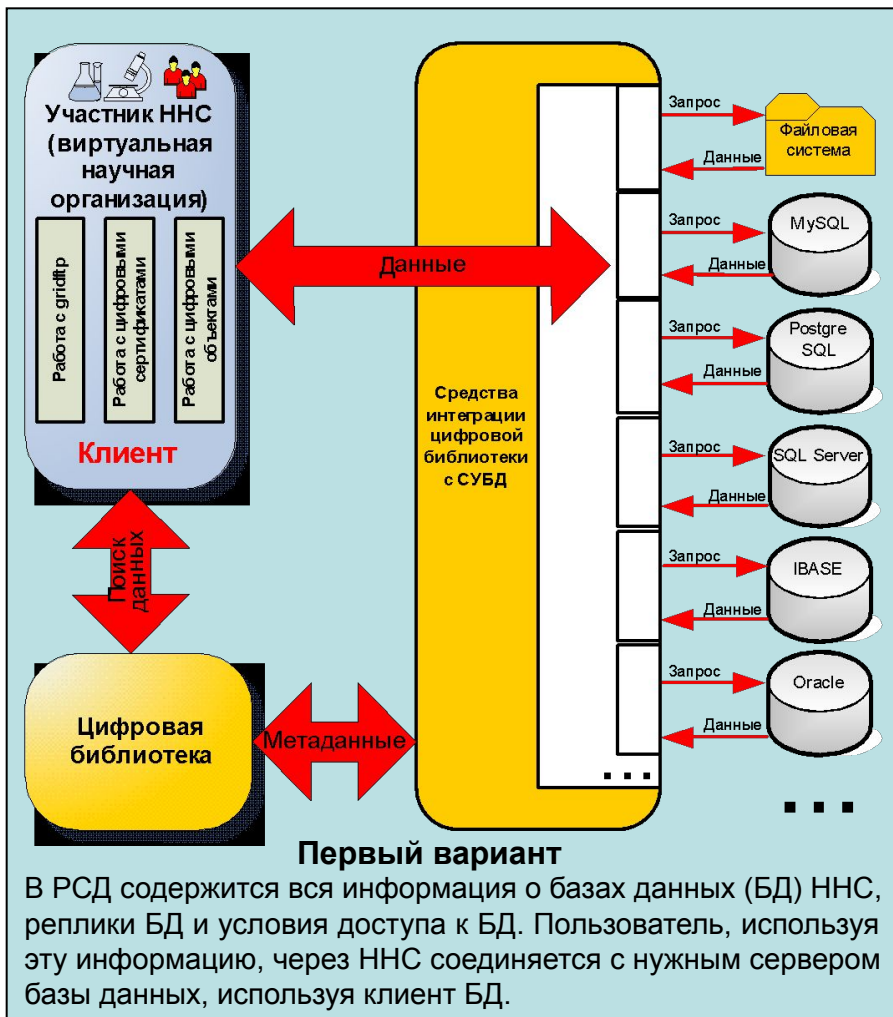 Участник ННС
(виртуальная
научная
организация)
Работа с gridftp
Работа с цифровыми
сертификатами
Работа с цифровыми
объектами
Клиент
Данные
Поиск
данных
Цифровая
библиотека
Метаданные
Средства
интеграции
цифровой
библиотеки
с СУБД
...
Запрос
Данные
Файловая
система
Запрос
Данные
MySQL
Запрос
Данные
Postgre
SQL
Запрос
Данные
SQL Server
Запрос
Данные
IBASE
Запрос
Данные
Oracle
...
Первый вариант
В РСД содержится вся информация о базах данных (БД) ННС,
реплики БД и условия доступа к БД. Пользователь, используя
эту информацию, через ННС соединяется с нужным сервером
базы данных, используя клиент БД.